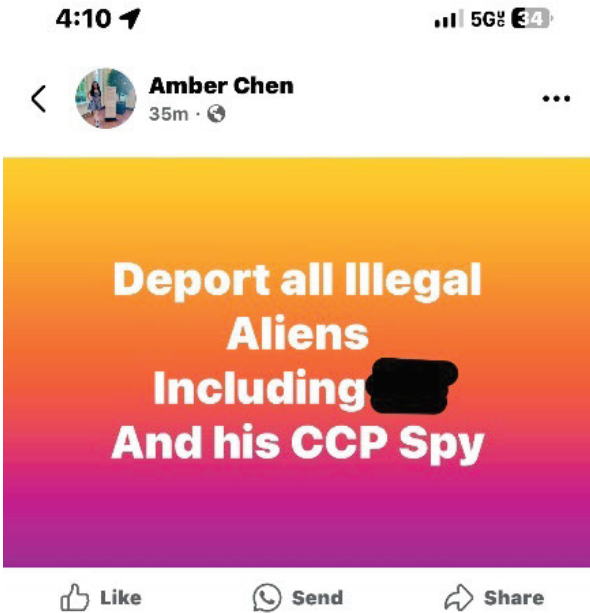 4:10
5G 34
Amber Chen
35m ·
Deport all Illegal
Aliens
Including
And his CCP Spy
Like Send Share